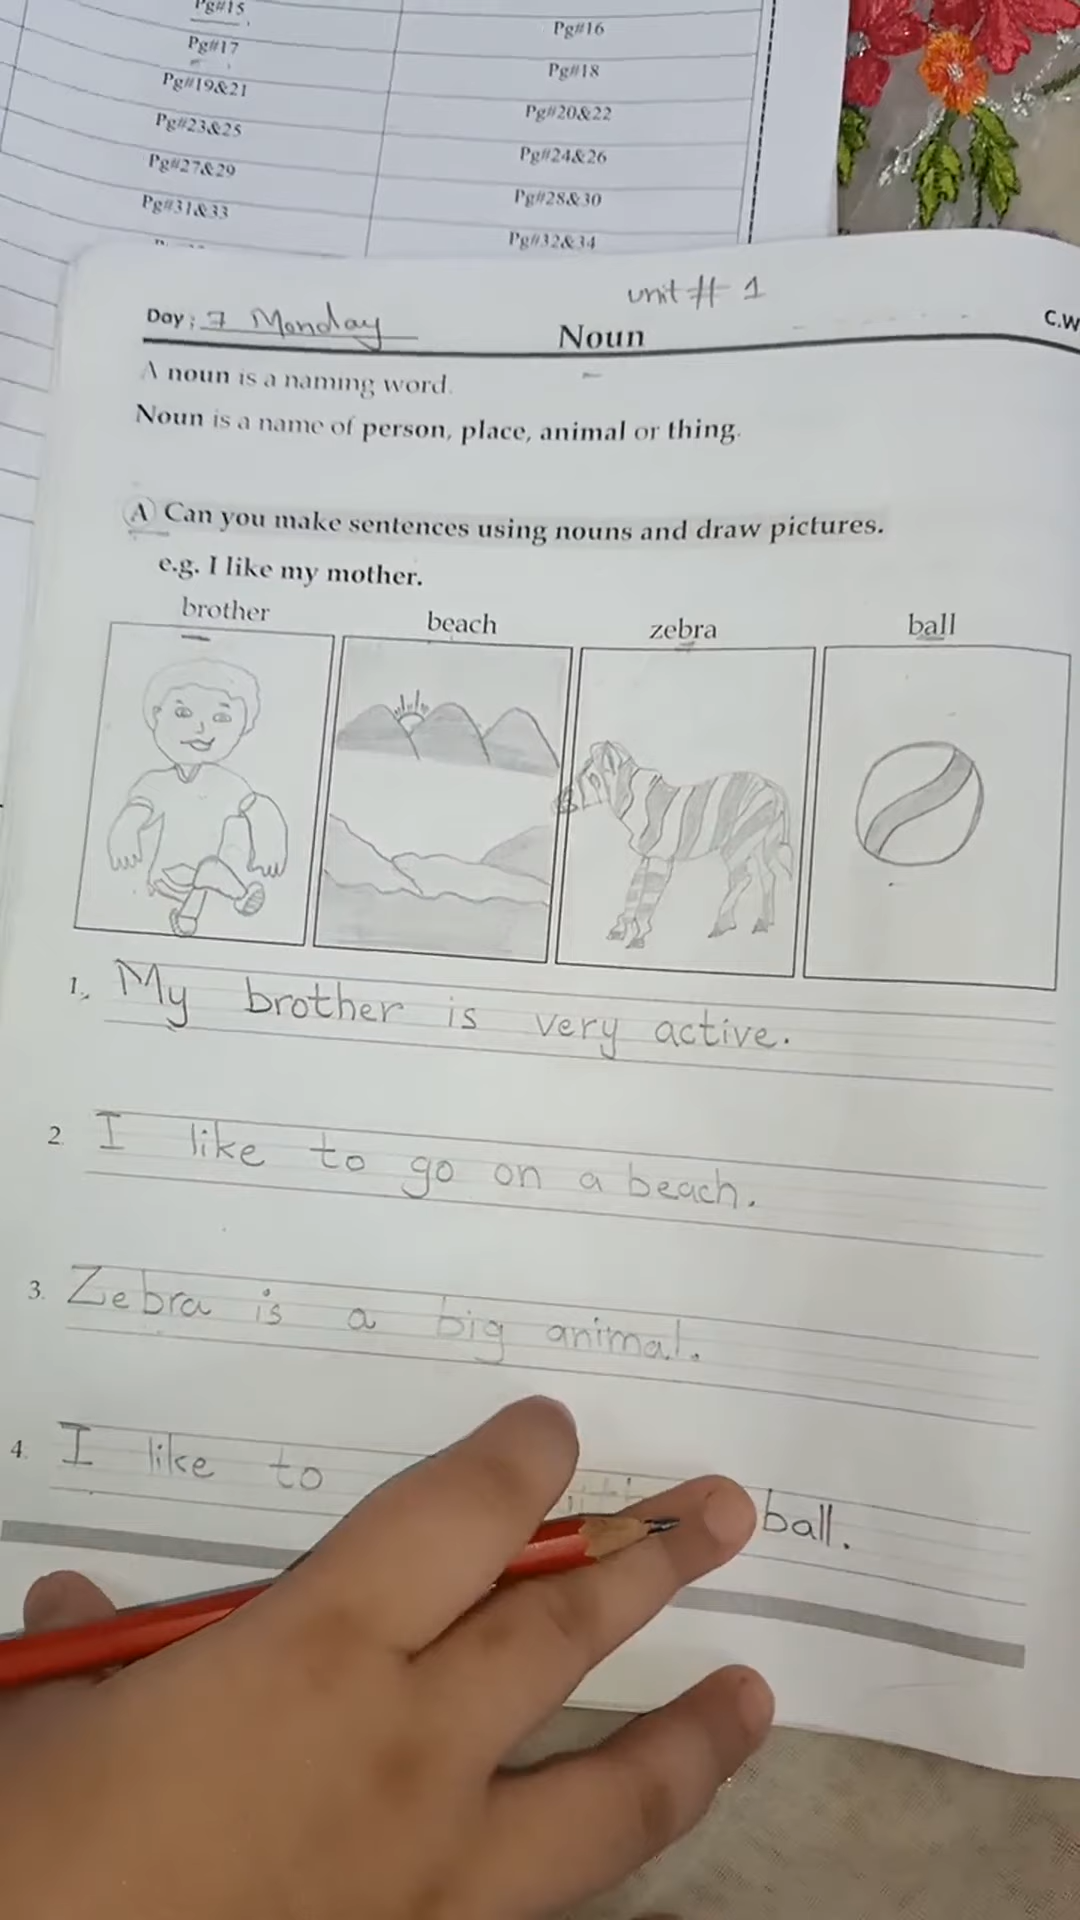 Pg#15
Pg#16
Pg#17
Pg#18
Pg#19&21
Pg#20&22
Pg#23&25
Pg#24&26
Pg#27&29
Pg#28&30
Pg#31&33
Pg#32&34
unit # 1
Day: 7 Monday
Noun
C.W
A noun is a naming word.
Noun is a name of person, place, animal or thing.
A Can you make sentences using nouns and draw pictures.
e.g. I like my mother.
brother beach zebra ball
1. My brother is very active.
2. I like to go on a beach.
3. Zebra is a big animal.
4. I like to ball.